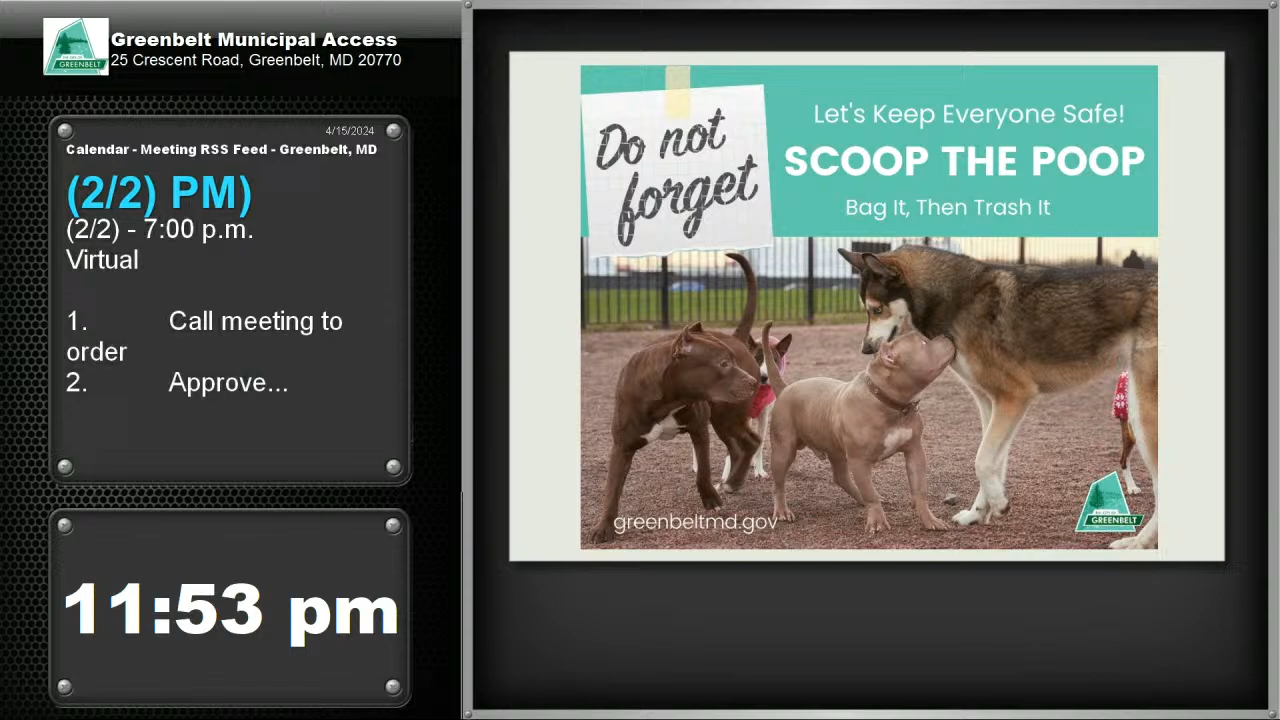 Greenbelt Municipal Access
25 Crescent Road, Greenbelt, MD 20770
4/15/2024
Calendar - Meeting RSS Feed - Greenbelt, MD
(2/2) PM)
(2/2) - 7:00 p.m.
Virtual
1. Call meeting to
order
2. Approve...
11:53 pm
Do not
forget
Let's Keep Everyone Safe!
SCOOP THE POOP
Bag It, Then Trash It
greenbeltmd.gov
GREENBELT